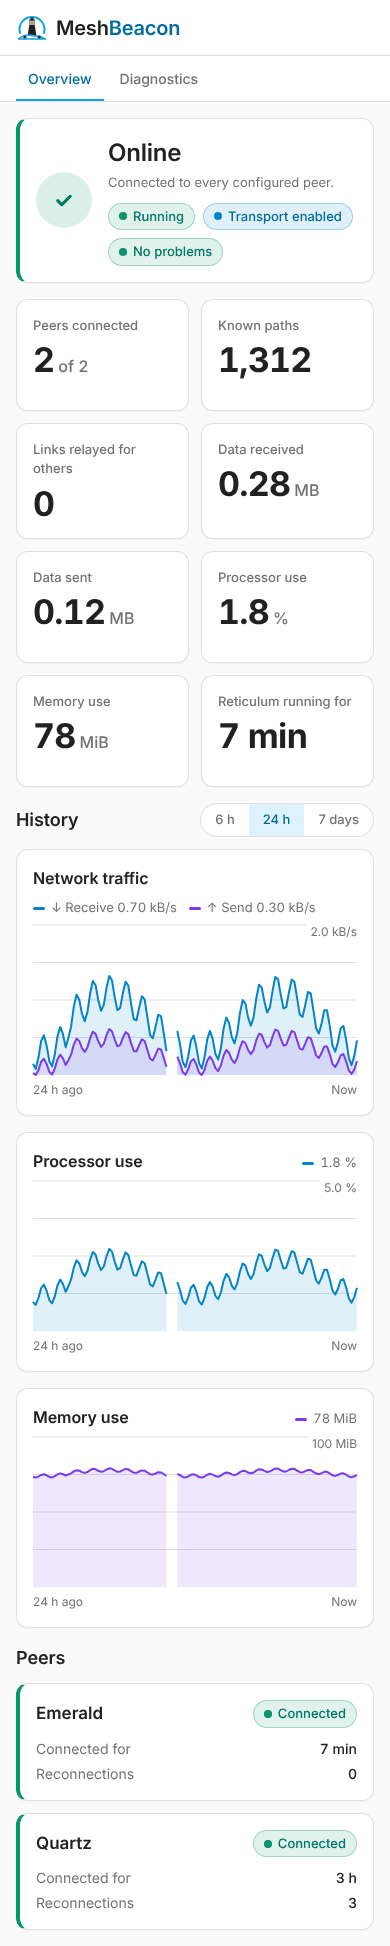 MeshBeacon
Overview
Diagnostics
Online
Connected to every configured peer.
Running
Transport enabled
No problems
Peers connected
2 of 2
Known paths
1,312
Links relayed for
others
0
Data received
0.28 MB
Data sent
0.12 MB
Processor use
1.8 %
Memory use
78 MiB
Reticulum running for
7 min
History
6 h
24 h
7 days
Network traffic
↓ Receive 0.70 kB/s
↑ Send 0.30 kB/s
2.0 kB/s
24 h ago
Now
Processor use
1.8 %
5.0 %
24 h ago
Now
Memory use
78 MiB
100 MiB
24 h ago
Now
Peers
Emerald
Connected
Connected for
7 min
Reconnections
0
Quartz
Connected
Connected for
3 h
Reconnections
3